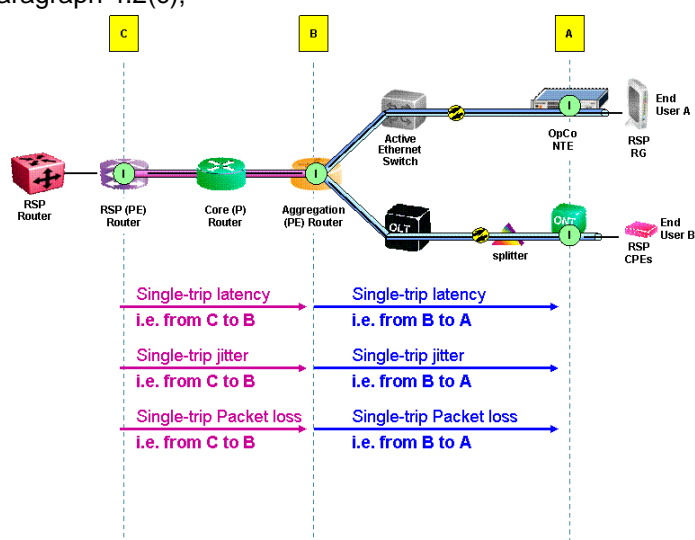 aragraph 4.2(c),
C
B
A
Active
Ethernet
Switch
OpCo
NTE
RSP
RG
End
User A
RSP
Router
RSP (PE)
Router
Core (P)
Router
Aggregation
(PE) Router
OLT
splitter
ONT
RSP
CPEs
End
User B
I
I
I
I
Single-trip latency
i.e. from C to B
Single-trip latency
i.e. from B to A
Single-trip jitter
i.e. from C to B
Single-trip jitter
i.e. from B to A
Single-trip Packet loss
i.e. from C to B
Single-trip Packet loss
i.e. from B to A